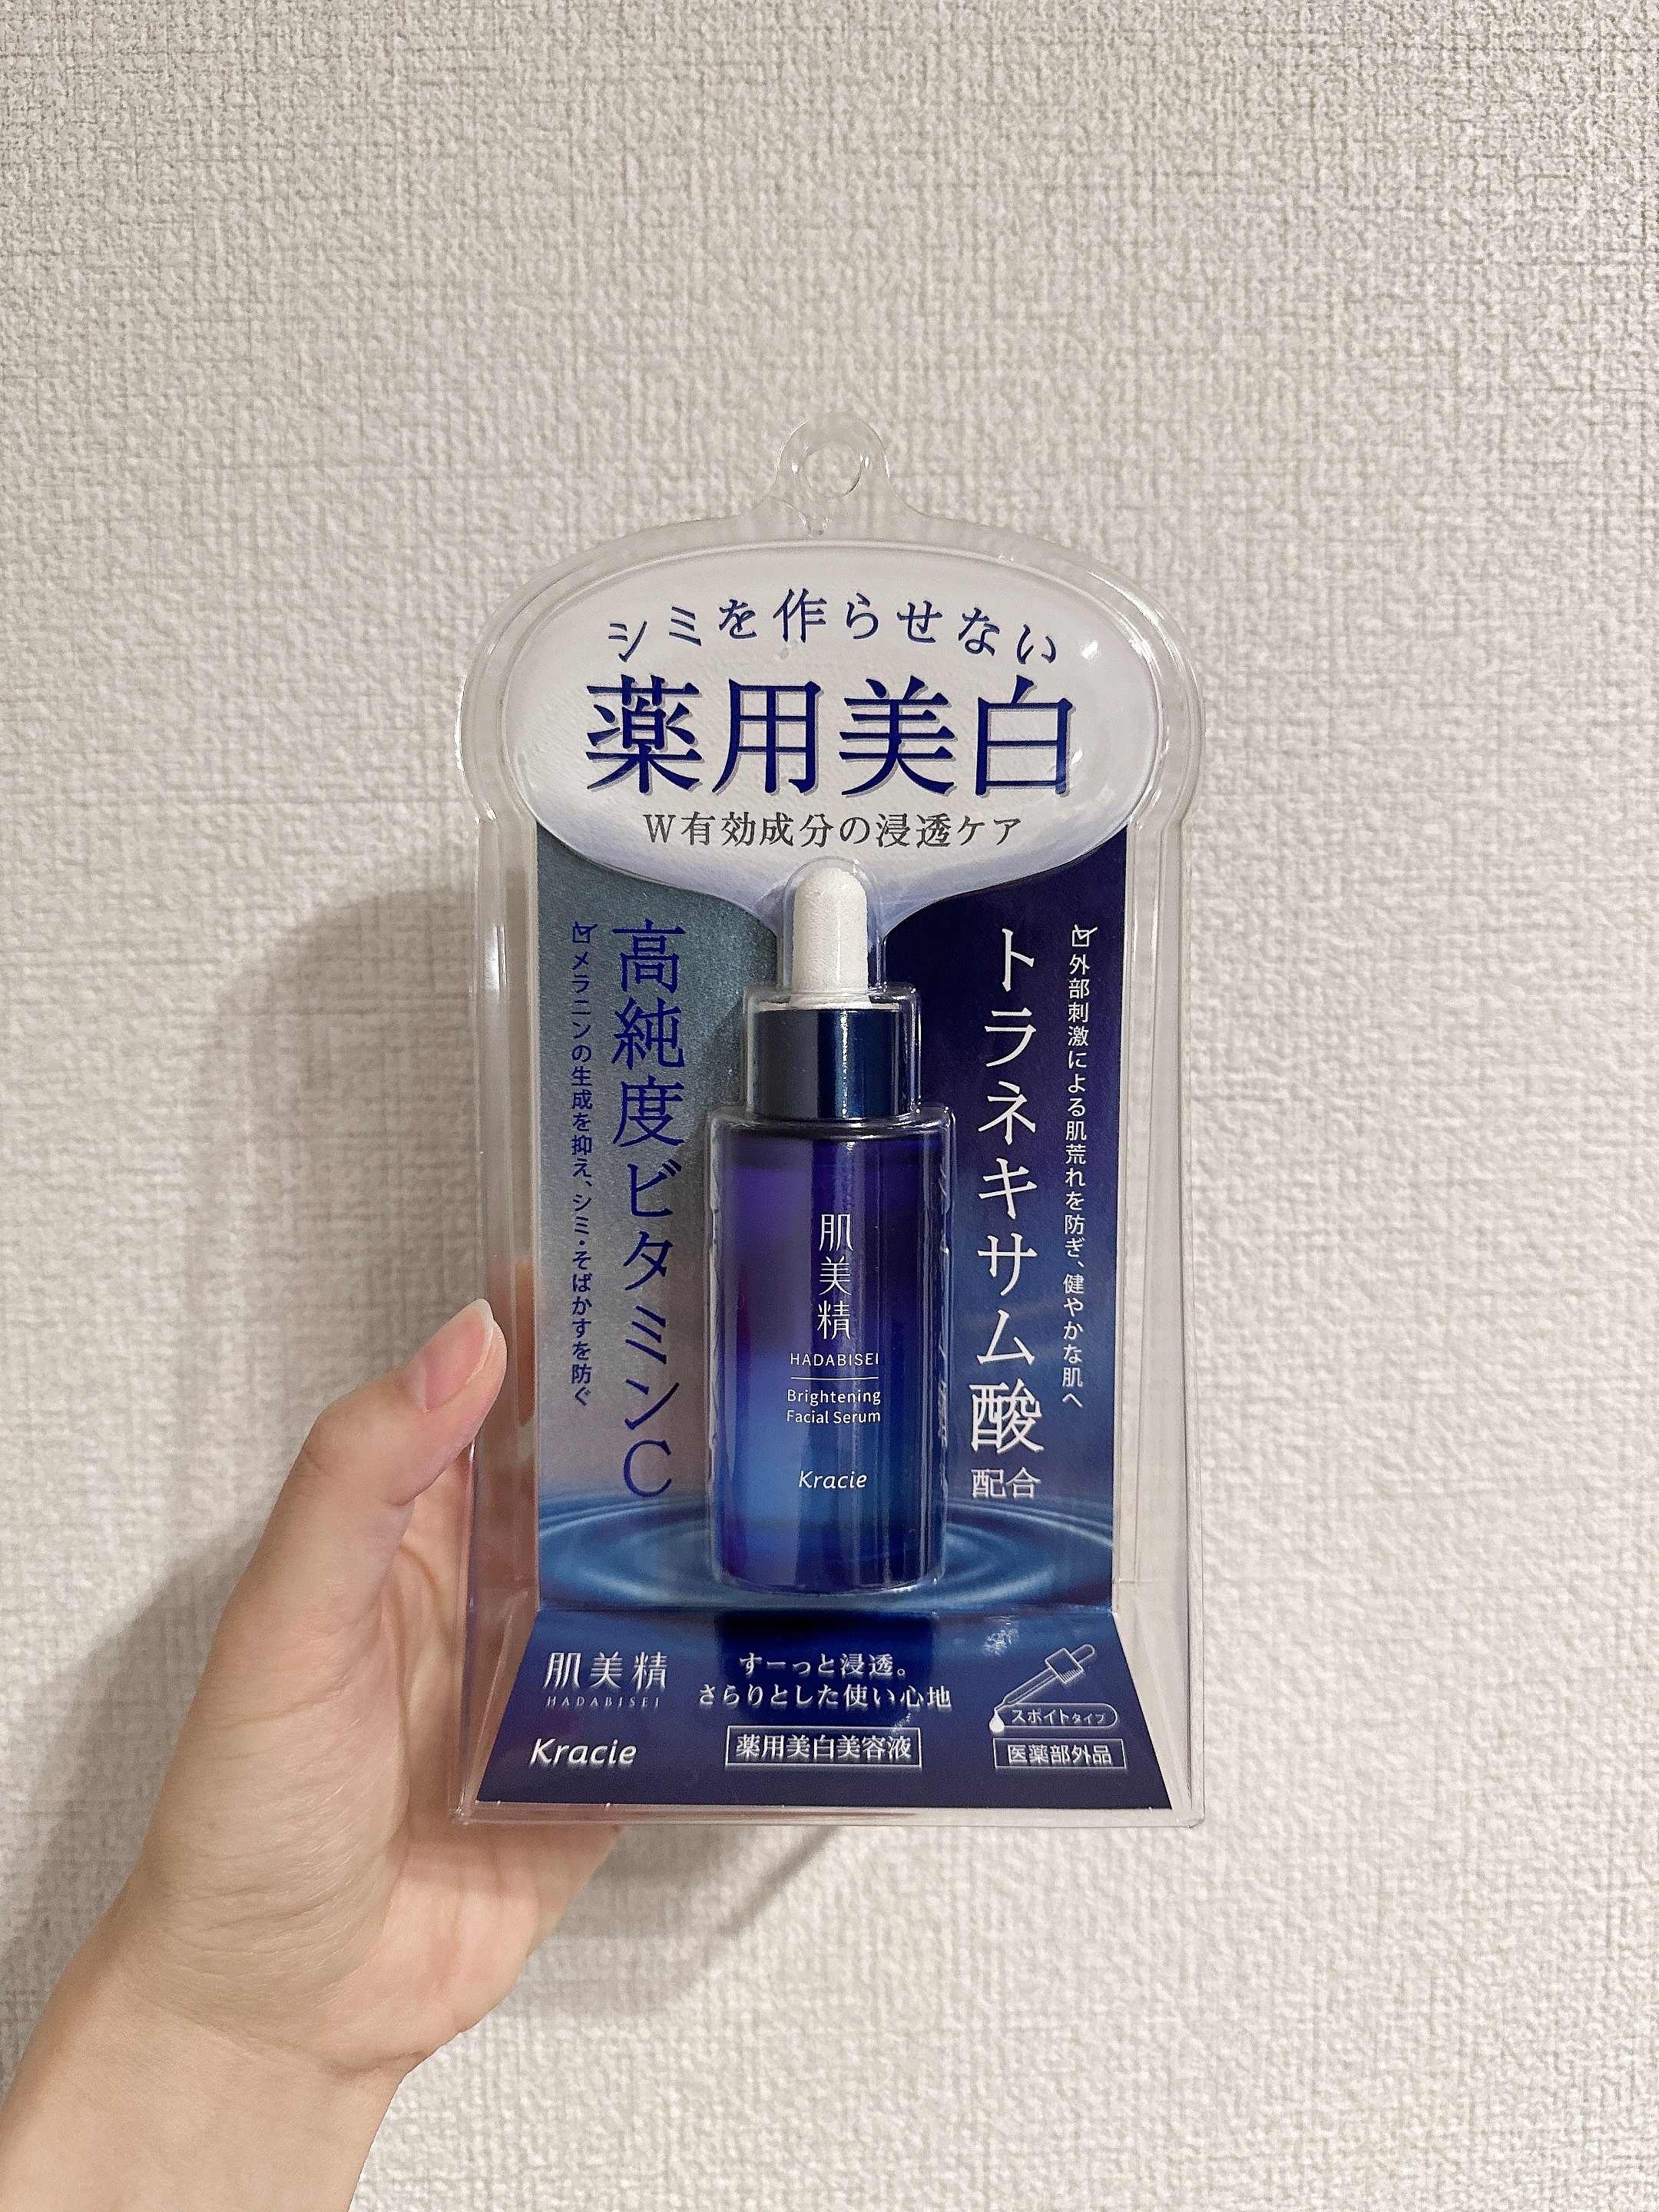 シミを作らせない
薬用美白
W有効成分の浸透ケア
外部刺激による肌荒れを防ぎ、健やかな肌へ
トラネキサム酸
配合
高純度ビタミンC
メラニンの生成を抑え、シミ・そばかすを防ぐ
肌美精
HADABISEI
Brightening
Facial Serum
Kracie
肌美精
HADABISEI
Kracie
すーっと浸透。
さらりとした使い心地
薬用美白美容液
スポイトタイプ
医薬部外品